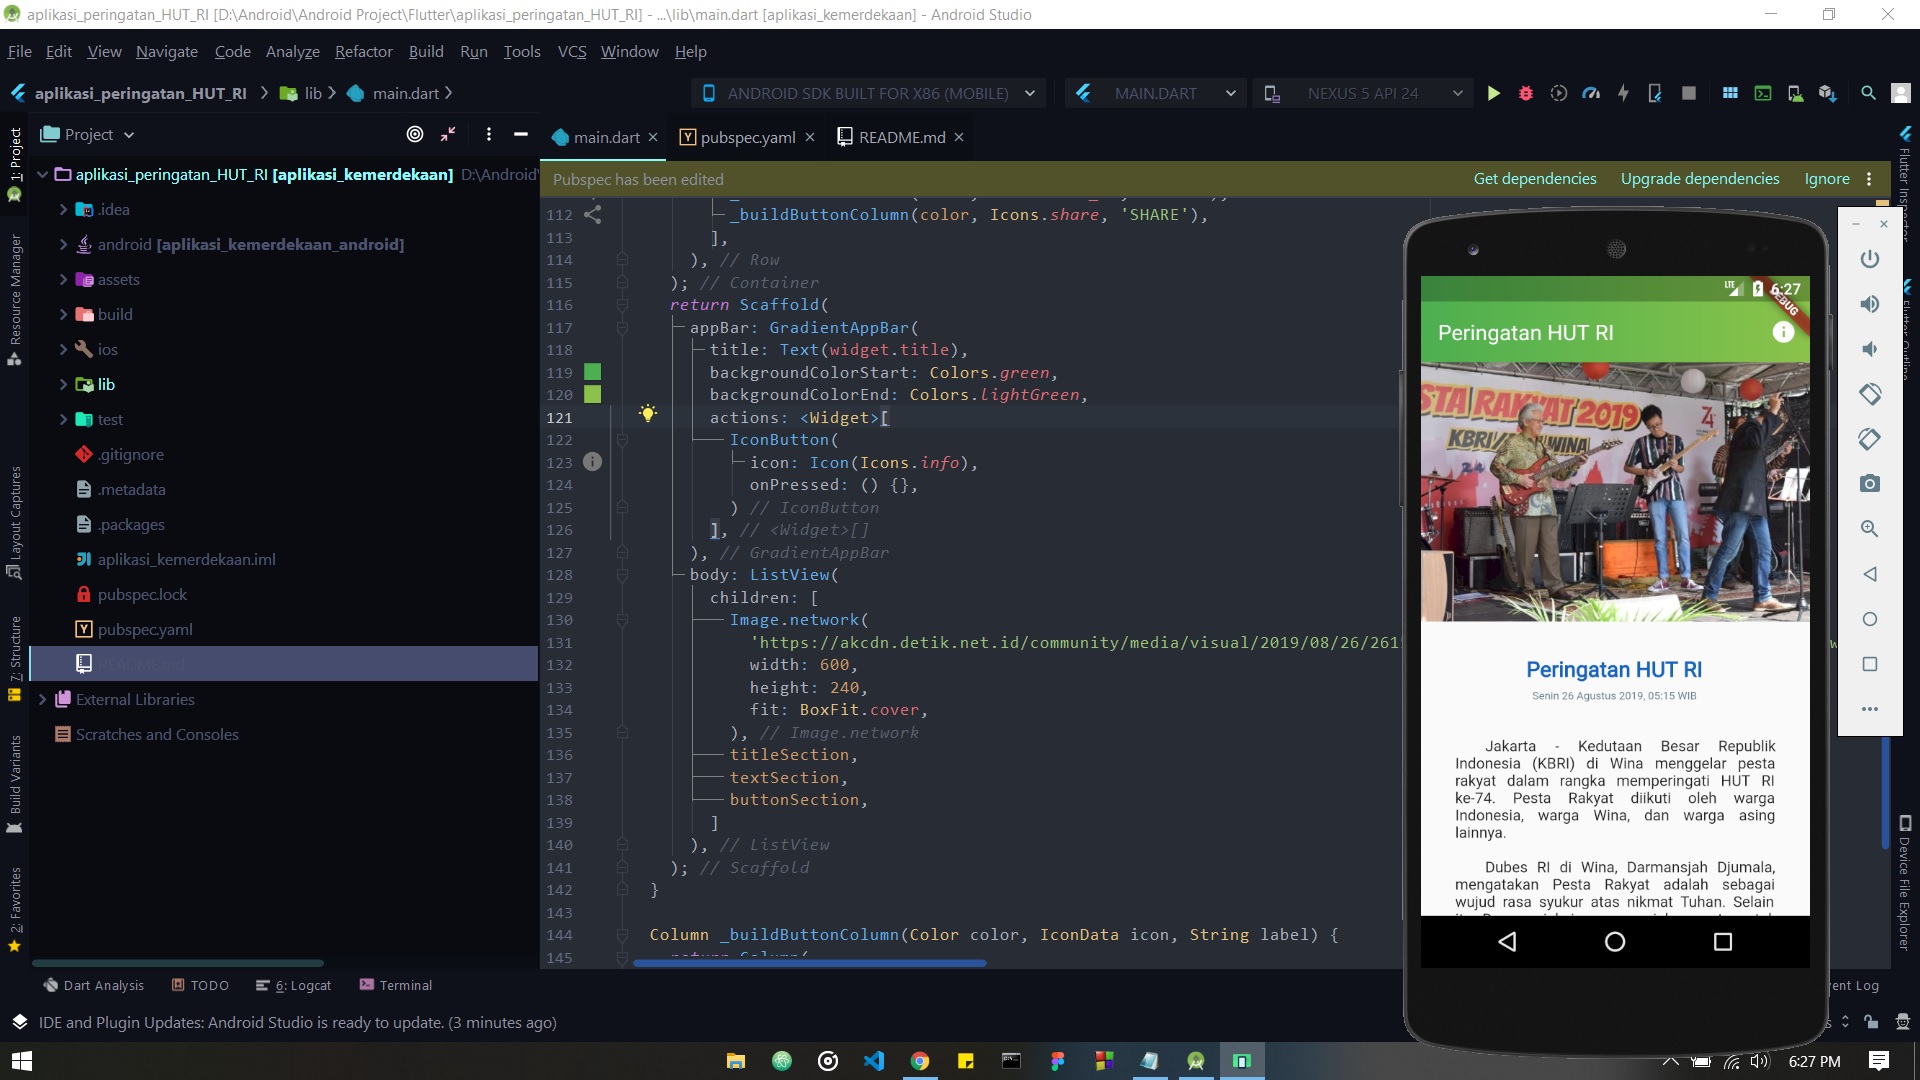 aplikasi_peringatan_HUT_RI [D:\Android\Android Project\Flutter\aplikasi_peringatan_HUT_RI] - ...\lib\main.dart [aplikasi_kemerdekaan] - Android Studio
File Edit View Navigate Code Analyze Refactor Build Run Tools VCS Window Help
aplikasi_peringatan_HUT_RI lib main.dart
ANDROID SDK BUILT FOR X86 (MOBILE) MAIN.DART NEXUS 5 API 24
Project
main.dart pubspec.yaml README.md
Pubspec has been edited
Get dependencies Upgrade dependencies Ignore
1: Project
Resource Manager
Layout Captures
7: Structure
Build Variants
2: Favorites
aplikasi_peringatan_HUT_RI [aplikasi_kemerdekaan] D:\Android\
.idea
android [aplikasi_kemerdekaan_android]
assets
build
ios
lib
test
.gitignore
.metadata
.packages
aplikasi_kemerdekaan.iml
pubspec.lock
pubspec.yaml
README.md
External Libraries
Scratches and Consoles
112 _buildButtonColumn(color, Icons.share, 'SHARE'),
113 ],
114 ), // Row
115 ); // Container
116 return Scaffold(
117 appBar: GradientAppBar(
118 title: Text(widget.title),
119 backgroundColorStart: Colors.green,
120 backgroundColorEnd: Colors.lightGreen,
121 actions: <Widget>[
122 IconButton(
123 icon: Icon(Icons.info),
124 onPressed: () {},
125 ) // IconButton
126 ], // <Widget>[]
127 ), // GradientAppBar
128 body: ListView(
129 children: [
130 Image.network(
131 'https://akcdn.detik.net.id/community/media/visual/2019/08/26/261
132 width: 600,
133 height: 240,
134 fit: BoxFit.cover,
135 ), // Image.network
136 titleSection,
137 textSection,
138 buttonSection,
139 ]
140 ), // ListView
141 ); // Scaffold
142 }
143
144 Column _buildButtonColumn(Color color, IconData icon, String label) {
145 return Column(
LTE 6:27
DEBUG
Peringatan HUT RI
PESTA RAKYAT 2019
KBRI/ WINA
74
Peringatan HUT RI
Senin 26 Agustus 2019, 05:15 WIB
Jakarta - Kedutaan Besar Republik
Indonesia (KBRI) di Wina menggelar pesta
rakyat dalam rangka memperingati HUT RI
ke-74. Pesta Rakyat diikuti oleh warga
Indonesia, warga Wina, dan warga asing
lainnya.
Dubes RI di Wina, Darmansjah Djumala,
mengatakan Pesta Rakyat adalah sebagai
wujud rasa syukur atas nikmat Tuhan. Selain
Flutter Inspector
Flutter Outline
Device File Explorer
Dart Analysis TODO 6: Logcat Terminal
ent Log
IDE and Plugin Updates: Android Studio is ready to update. (3 minutes ago)
6:27 PM